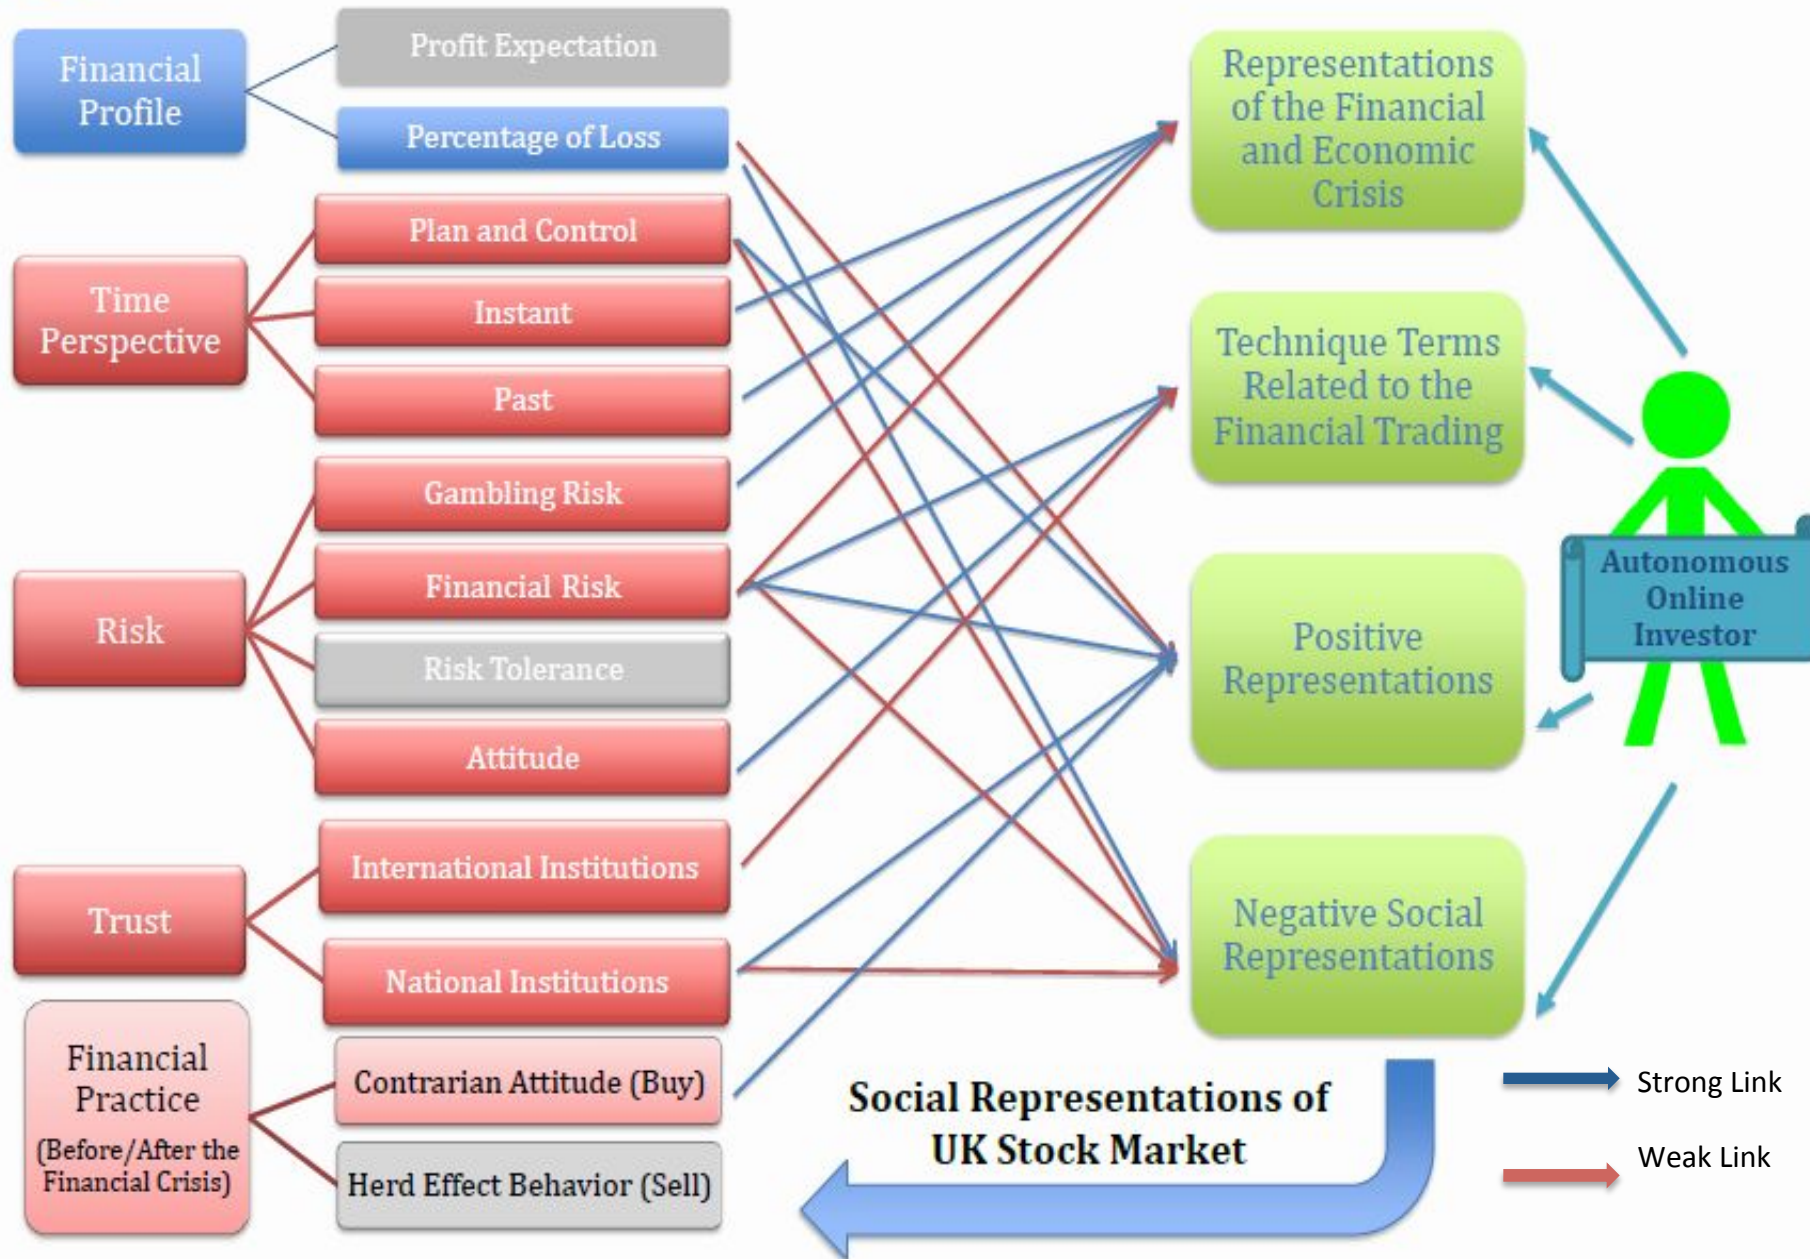 Financial
Profile
Profit Expectation
Percentage of Loss
Time
Perspective
Plan and Control
Instant
Past
Risk
Gambling Risk
Financial Risk
Risk Tolerance
Attitude
Trust
International Institutions
National Institutions
Financial
Practice
(Before/After the
Financial Crisis)
Contrarian Attitude (Buy)
Herd Effect Behavior (Sell)
Representations
of the Financial
and Economic
Crisis
Technique Terms
Related to the
Financial Trading
Positive
Representations
Negative Social
Representations
Autonomous
Online
Investor
Social Representations of
UK Stock Market
Strong Link
Weak Link